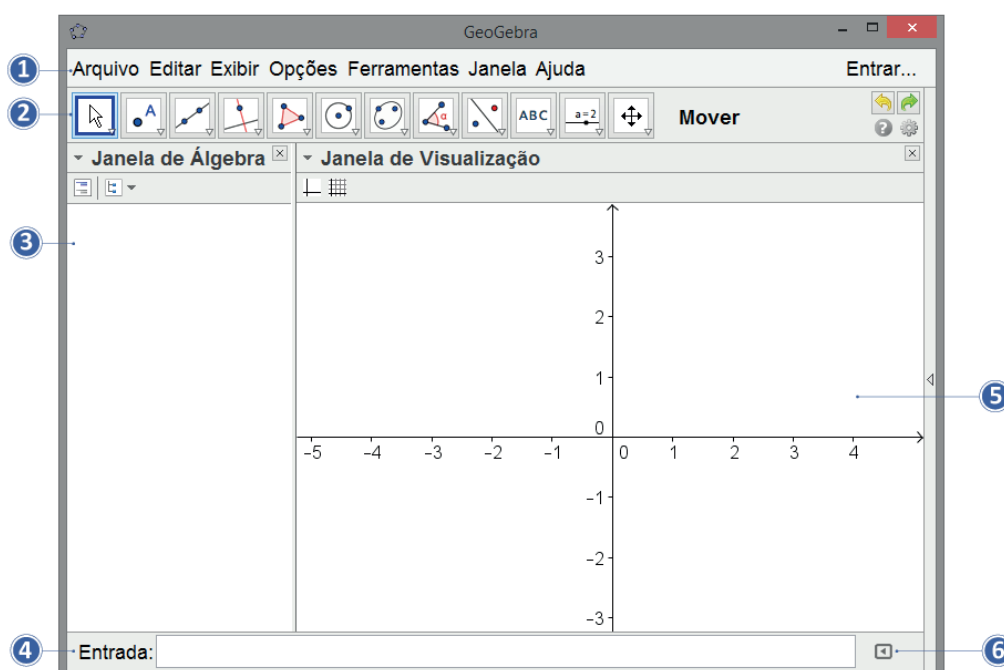 GeoGebra
1 Arquivo Editar Exibir Opções Ferramentas Janela Ajuda Entrar...
2 A α ABC a=2 Mover
Janela de Álgebra Janela de Visualização
3
3
2
1
5
0
-5 -4 -3 -2 -1 0 1 2 3 4
-1
-2
-3
4 Entrada: 6